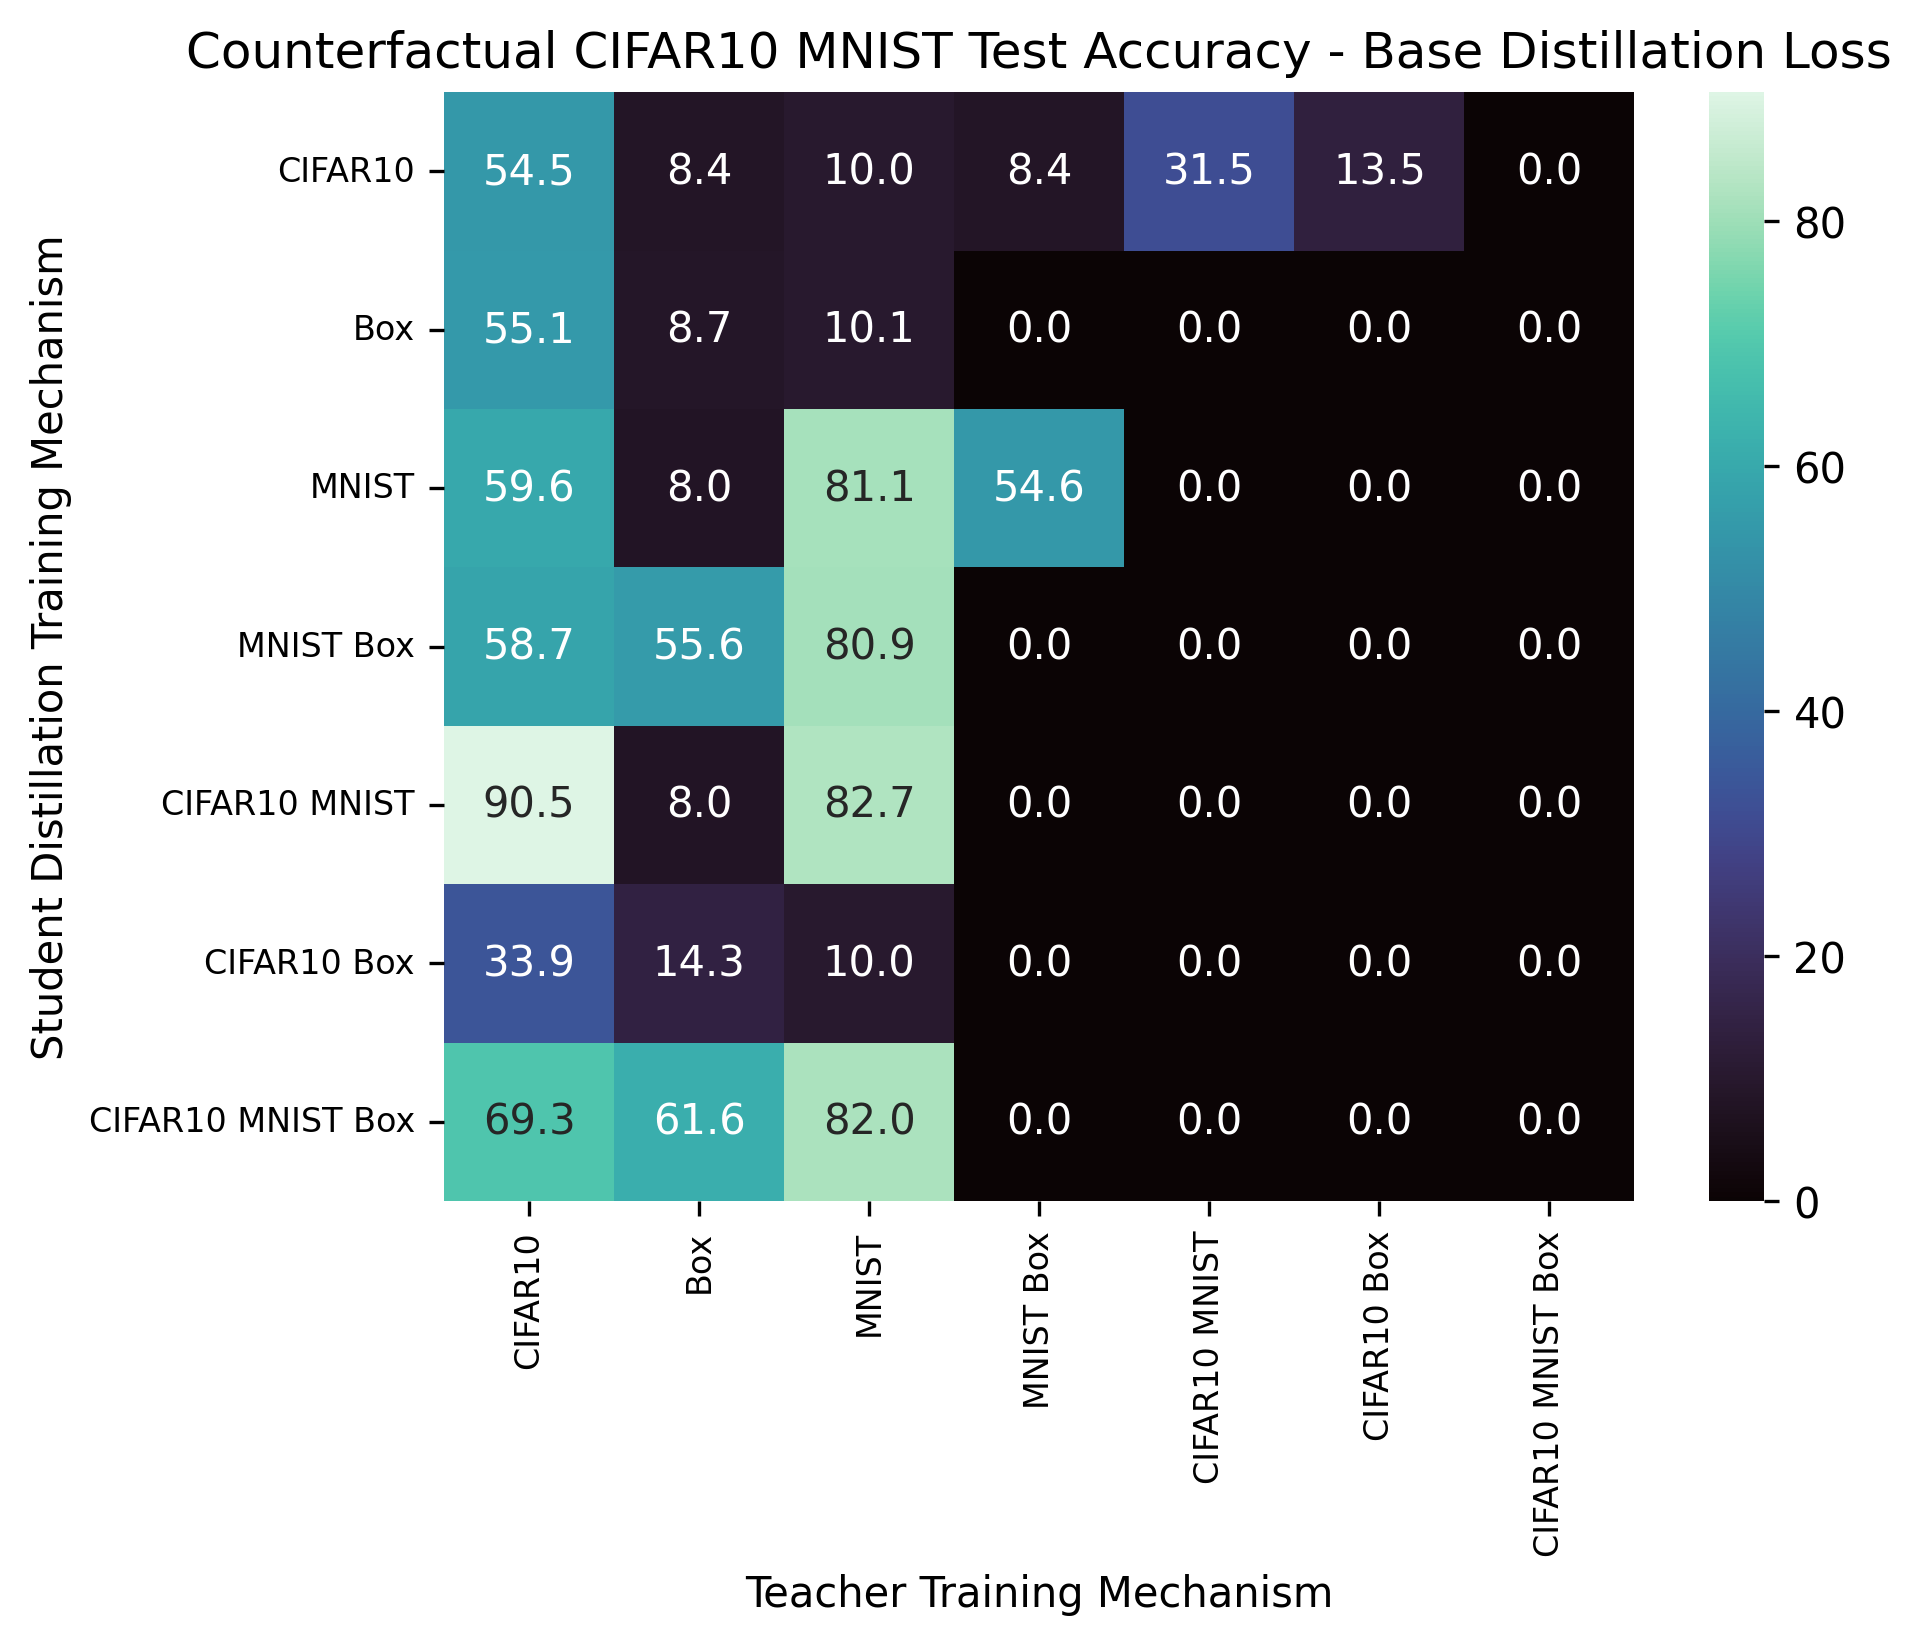 Counterfactual CIFAR10 MNIST Test Accuracy - Base Distillation Loss
Student Distillation Training Mechanism
CIFAR10 54.5 8.4 10.0 8.4 31.5 13.5 0.0
Box 55.1 8.7 10.1 0.0 0.0 0.0 0.0
MNIST 59.6 8.0 81.1 54.6 0.0 0.0 0.0
MNIST Box 58.7 55.6 80.9 0.0 0.0 0.0 0.0
CIFAR10 MNIST 90.5 8.0 82.7 0.0 0.0 0.0 0.0
CIFAR10 Box 33.9 14.3 10.0 0.0 0.0 0.0 0.0
CIFAR10 MNIST Box 69.3 61.6 82.0 0.0 0.0 0.0 0.0
CIFAR10
Box
MNIST
MNIST Box
CIFAR10 MNIST
CIFAR10 Box
CIFAR10 MNIST Box
Teacher Training Mechanism
80
60
40
20
0